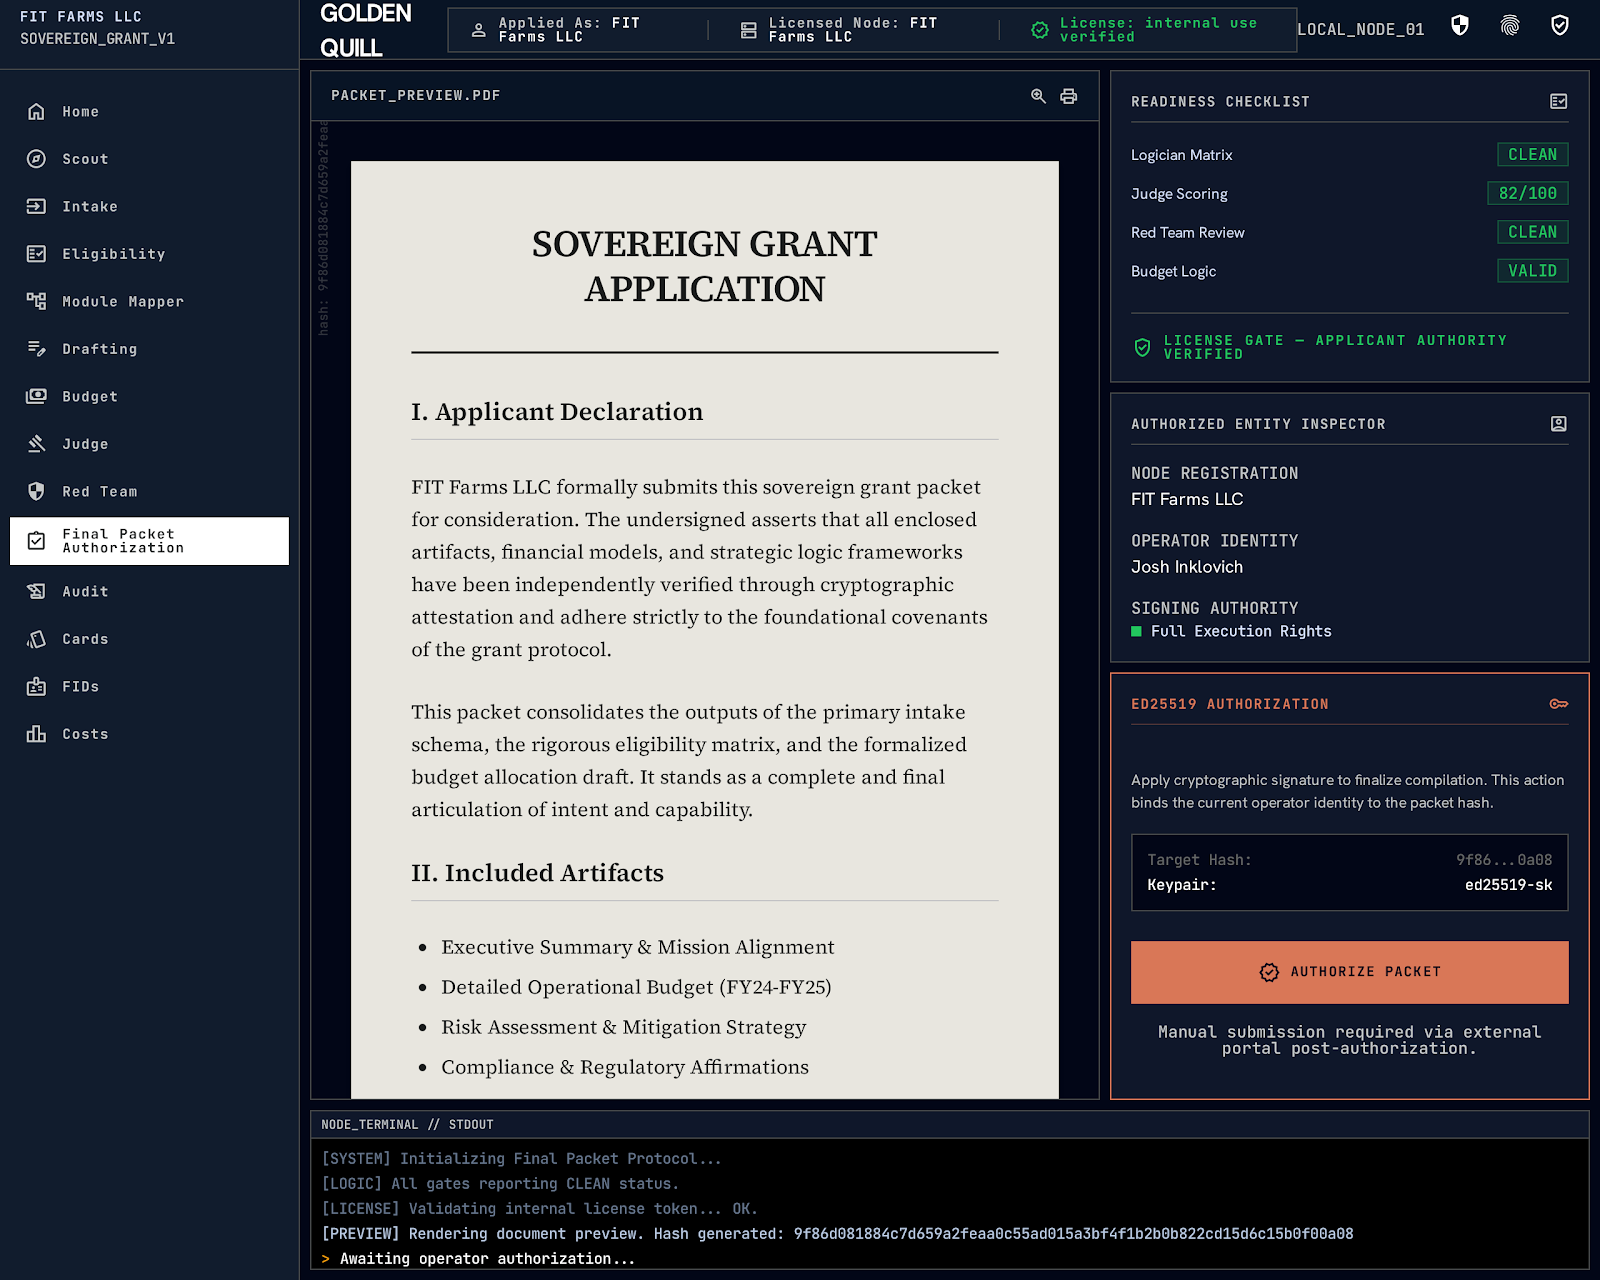 FIT FARMS LLC
SOVEREIGN_GRANT_V1
Home
Scout
Intake
Eligibility
Module Mapper
Drafting
Budget
Judge
Red Team
Final Packet
Authorization
Audit
Cards
FIDs
Costs
GOLDEN
QUILL
Applied As: FIT
Farms LLC
Licensed Node: FIT
Farms LLC
License: internal use
verified
LOCAL_NODE_01
PACKET_PREVIEW.PDF
hash: 9f86d081884c7d659a2feaa
SOVEREIGN GRANT
APPLICATION
I. Applicant Declaration
FIT Farms LLC formally submits this sovereign grant packet
for consideration. The undersigned asserts that all enclosed
artifacts, financial models, and strategic logic frameworks
have been independently verified through cryptographic
attestation and adhere strictly to the foundational covenants
of the grant protocol.
This packet consolidates the outputs of the primary intake
schema, the rigorous eligibility matrix, and the formalized
budget allocation draft. It stands as a complete and final
articulation of intent and capability.
II. Included Artifacts
• Executive Summary & Mission Alignment
• Detailed Operational Budget (FY24-FY25)
• Risk Assessment & Mitigation Strategy
• Compliance & Regulatory Affirmations
READINESS CHECKLIST
Logician Matrix CLEAN
Judge Scoring 82/100
Red Team Review CLEAN
Budget Logic VALID
LICENSE GATE — APPLICANT AUTHORITY
VERIFIED
AUTHORIZED ENTITY INSPECTOR
NODE REGISTRATION
FIT Farms LLC
OPERATOR IDENTITY
Josh Inklovich
SIGNING AUTHORITY
Full Execution Rights
ED25519 AUTHORIZATION
Apply cryptographic signature to finalize compilation. This action
binds the current operator identity to the packet hash.
Target Hash: 9f86...0a08
Keypair: ed25519-sk
AUTHORIZE PACKET
Manual submission required via external
portal post-authorization.
NODE_TERMINAL // STDOUT
[SYSTEM] Initializing Final Packet Protocol...
[LOGIC] All gates reporting CLEAN status.
[LICENSE] Validating internal license token... OK.
[PREVIEW] Rendering document preview. Hash generated: 9f86d081884c7d659a2feaa0c55ad015a3bf4f1b2b0b822cd15d6c15b0f00a08
> Awaiting operator authorization...